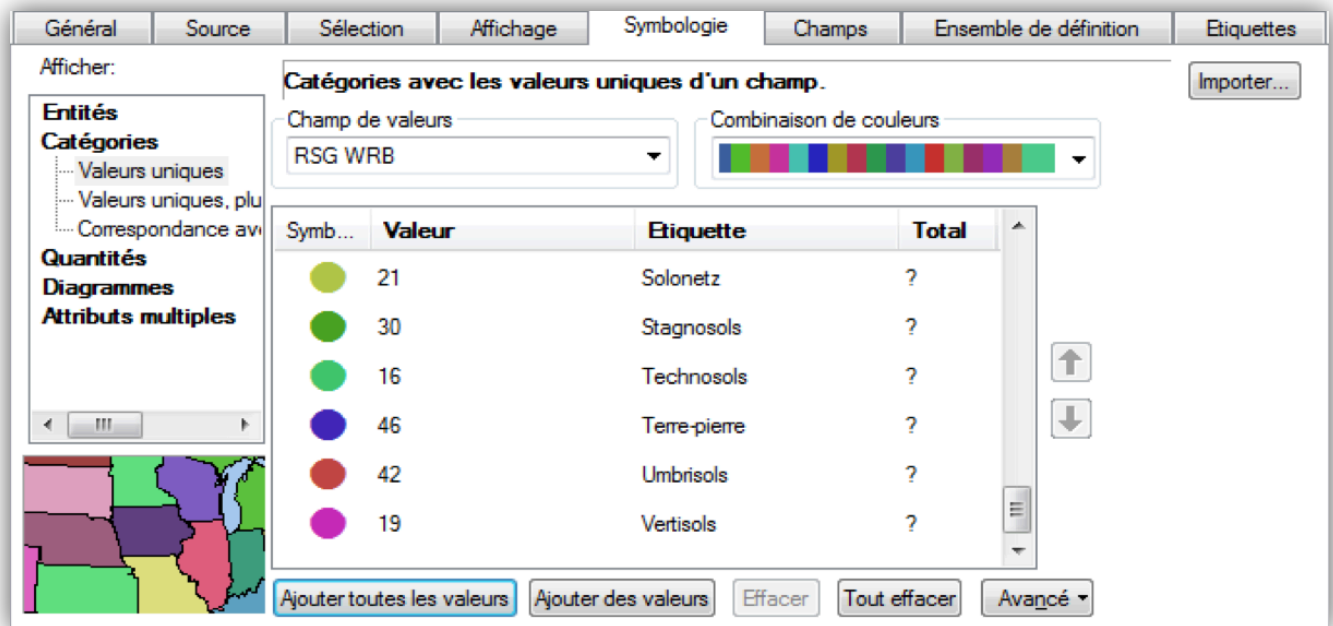 Général Source Sélection Affichage Symbologie Champs Ensemble de définition Etiquettes
Afficher:
Entités
Catégories
Valeurs uniques
Valeurs uniques, plu
Correspondance av
Quantités
Diagrammes
Attributs multiples
Catégories avec les valeurs uniques d'un champ.
Importer...
Champ de valeurs
RSG WRB
Combinaison de couleurs
Symb... Valeur Etiquette Total
21 Solonetz ?
30 Stagnosols ?
16 Technosols ?
46 Terre-pierre ?
42 Umbrisols ?
19 Vertisols ?
Ajouter toutes les valeurs Ajouter des valeurs Effacer Tout effacer Avancé